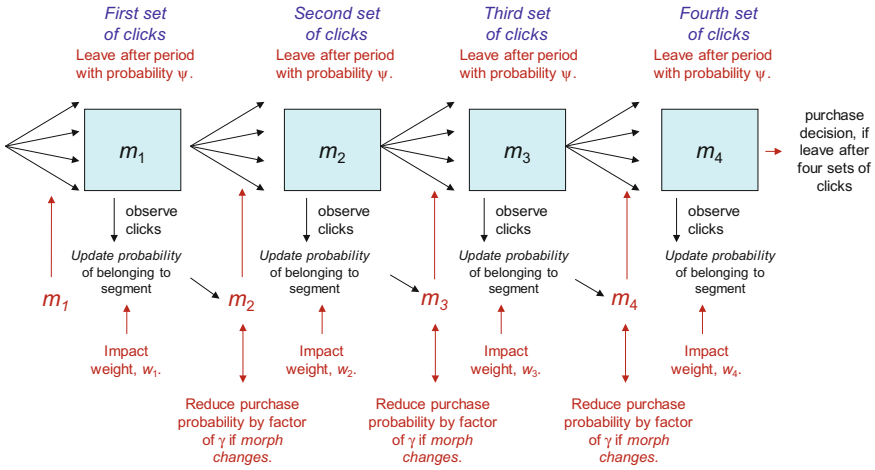 First set
of clicks
Leave after period
with probability ψ.
Second set
of clicks
Leave after period
with probability ψ.
Third set
of clicks
Leave after period
with probability ψ.
Fourth set
of clicks
Leave after period
with probability ψ.
m1
m2
m3
m4
purchase
decision, if
leave after
four sets of
clicks
observe
clicks
observe
clicks
observe
clicks
observe
clicks
Update probability
of belonging to
segment
Update probability
of belonging to
segment
Update probability
of belonging to
segment
Update probability
of belonging to
segment
m1
m2
m3
m4
Impact
weight, w1.
Impact
weight, w2.
Impact
weight, w3.
Impact
weight, w4.
Reduce purchase
probability by factor
of γ if morph
changes.
Reduce purchase
probability by factor
of γ if morph
changes.
Reduce purchase
probability by factor
of γ if morph
changes.